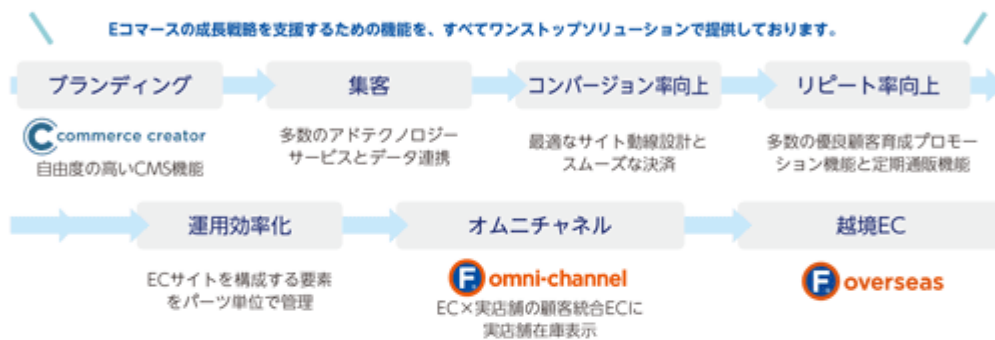 Eコマースの成長戦略を支援するための機能を、すべてワンストップソリューションで提供しております。
ブランディング
集客
コンバージョン率向上
リピート率向上
commerce creator
自由度の高いCMS機能
多数のアドテクノロジー
サービスとデータ連携
最適なサイト動線設計と
スムーズな決済
多数の優良顧客育成プロモー
ション機能と定期通販機能
運用効率化
オムニチャネル
越境EC
ECサイトを構成する要素
をパーツ単位で管理
F omni-channel
EC×実店舗の顧客統合ECに
実店舗在庫表示
F overseas